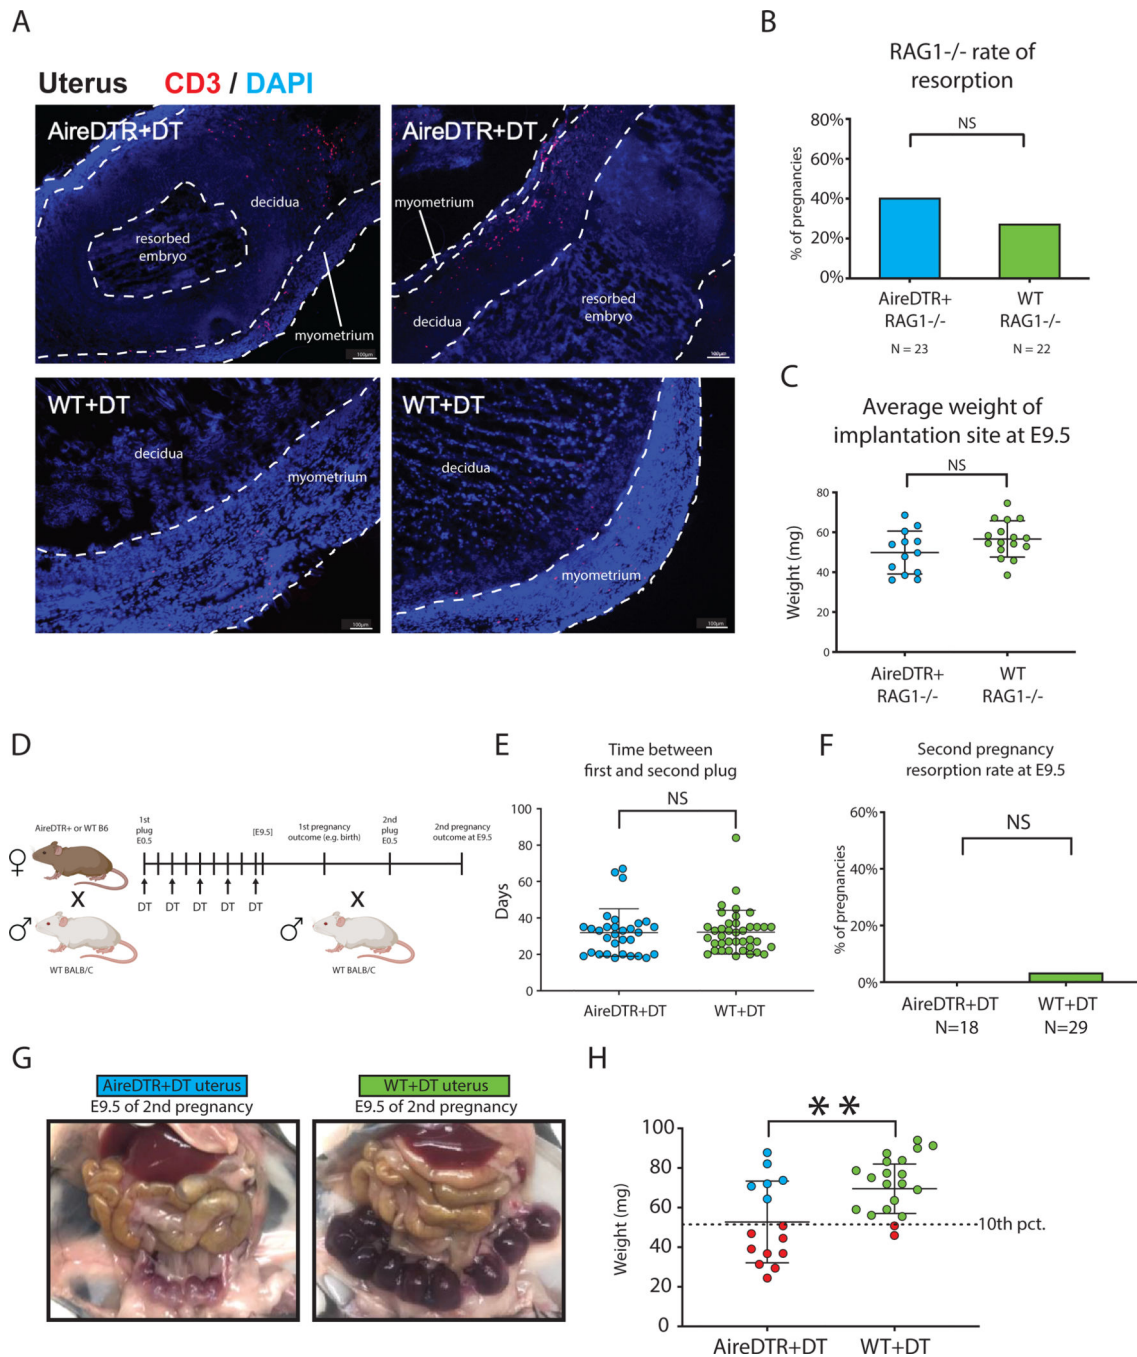 A
Uterus CD3 / DAPI
AireDTR+DT
decidua
resorbed
embryo
myometrium
100µm
AireDTR+DT
myometrium
decidua
resorbed
embryo
100µm
WT+DT
decidua
myometrium
100µm
WT+DT
decidua
myometrium
100µm
B
RAG1-/- rate of
resorption
NS
% of pregnancies
80%
60%
40%
20%
0%
AireDTR+
RAG1-/-
N = 23
WT
RAG1-/-
N = 22
C
Average weight of
implantation site at E9.5
NS
Weight (mg)
80
60
40
20
0
AireDTR+
RAG1-/-
WT
RAG1-/-
D
AireDTR+ or WT B6
♀
X
♂
WT BALB/C
1st
plug
E0.5
[E9.5]
1st pregnancy
outcome (e.g. birth)
2nd
plug
E0.5
2nd pregnancy
outcome at E9.5
DT DT DT DT DT
X
♂
WT BALB/C
E
Time between
first and second plug
NS
Days
100
80
60
40
20
0
AireDTR+DT
WT+DT
F
Second pregnancy
resorption rate at E9.5
NS
% of pregnancies
60%
40%
20%
0%
AireDTR+DT
N=18
WT+DT
N=29
G
AireDTR+DT uterus
E9.5 of 2nd pregnancy
WT+DT uterus
E9.5 of 2nd pregnancy
H
**
Weight (mg)
100
80
60
40
20
0
10th pct.
AireDTR+DT
WT+DT